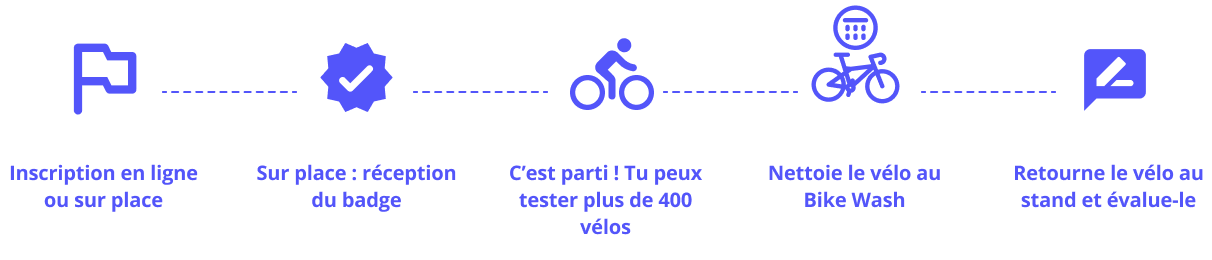 Inscription en ligne
ou sur place
Sur place : réception
du badge
C’est parti ! Tu peux
tester plus de 400
vélos
Nettoie le vélo au
Bike Wash
Retourne le vélo au
stand et évalue-le